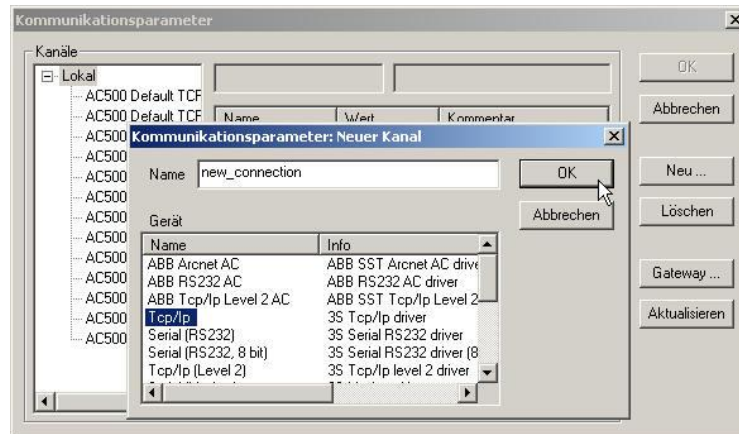 Kommunikationsparameter
Kanäle
Lokal
AC500 Default TCP
AC500 Default TCP
AC500
AC500
AC500
AC500
AC500
AC500
AC500
AC500
AC500
AC500
AC500
Name Wert Kommentar
OK
Abbrechen
Neu ...
Löschen
Gateway ...
Aktualisieren
Kommunikationsparameter: Neuer Kanal
Name new_connection
OK
Abbrechen
Gerät
Name Info
ABB Arcnet AC ABB SST Arcnet AC drive
ABB RS232 AC ABB RS232 AC driver
ABB Tcp/Ip Level 2 AC ABB SST Tcp/Ip Level 2
Tcp/Ip 3S Tcp/Ip driver
Serial (RS232) 3S Serial RS232 driver
Serial (RS232, 8 bit) 3S Serial RS232 driver (8
Tcp/Ip (Level 2) 3S Tcp/Ip level 2 driver